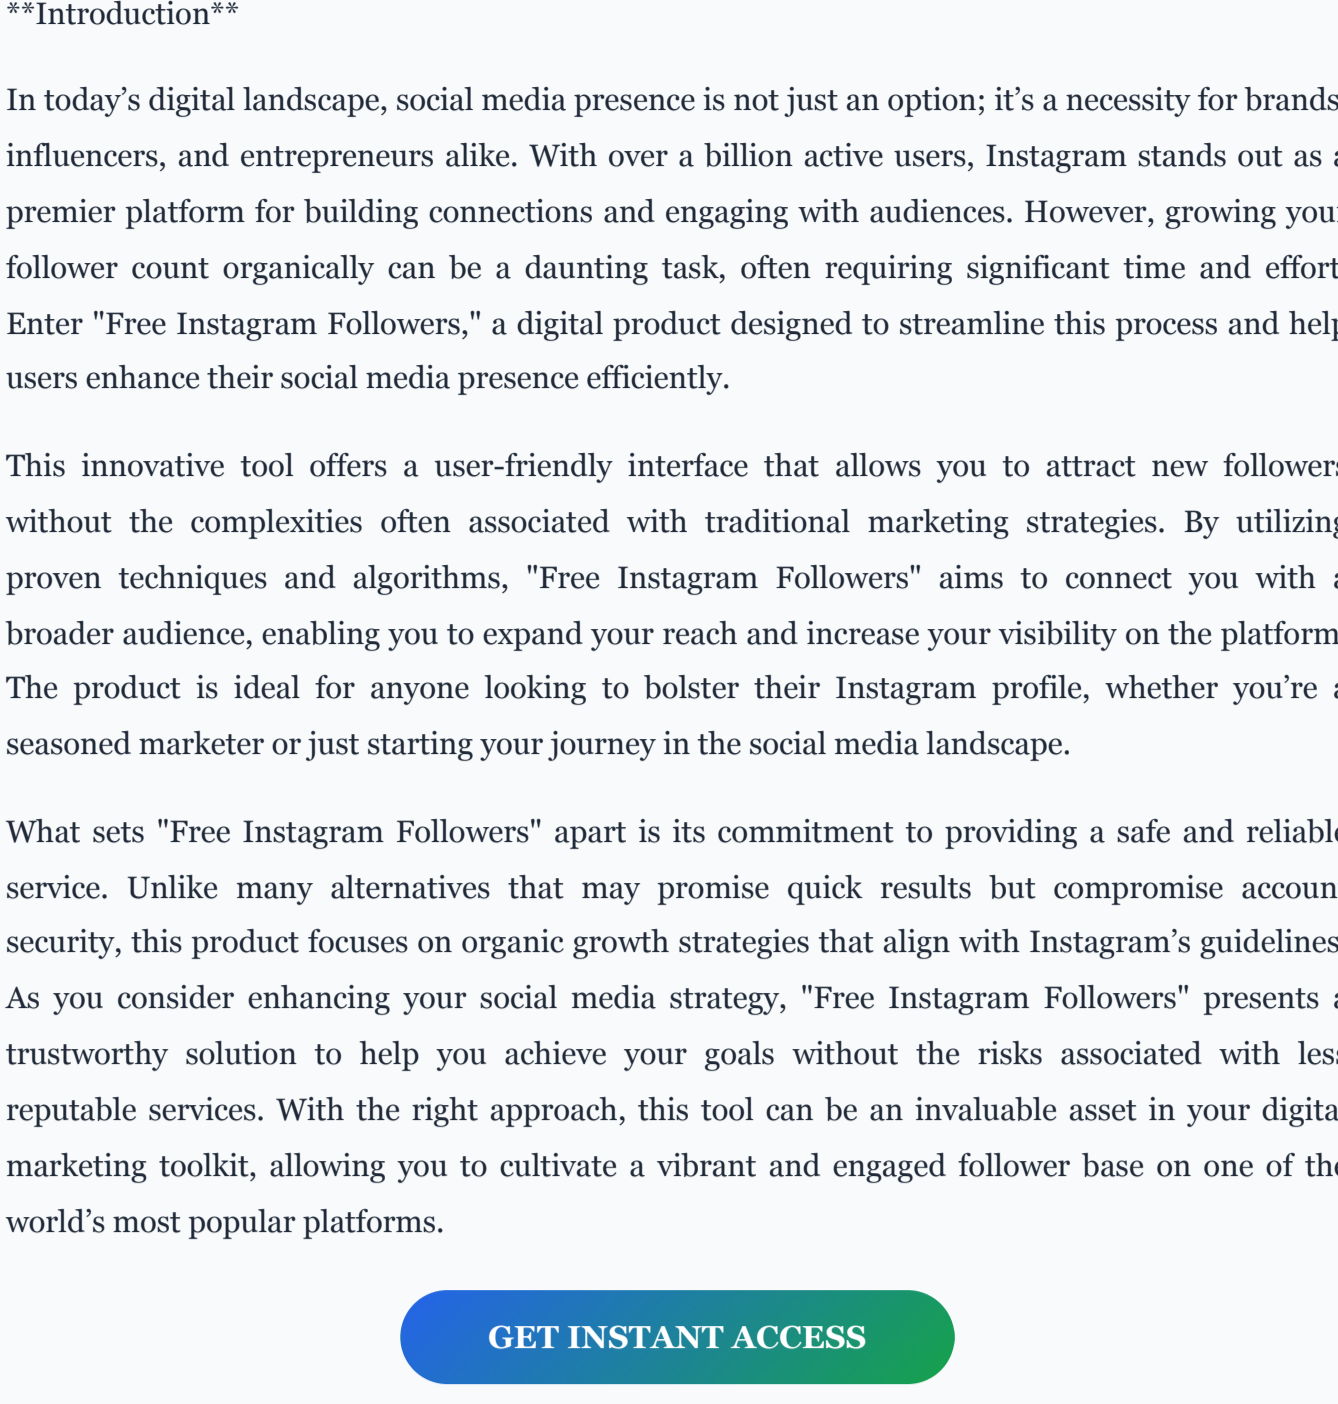 **Introduction**
In today’s digital landscape, social media presence is not just an option; it’s a necessity for brands
influencers, and entrepreneurs alike. With over a billion active users, Instagram stands out as a
premier platform for building connections and engaging with audiences. However, growing your
follower count organically can be a daunting task, often requiring significant time and effort
Enter "Free Instagram Followers," a digital product designed to streamline this process and help
users enhance their social media presence efficiently.
This innovative tool offers a user-friendly interface that allows you to attract new followers
without the complexities often associated with traditional marketing strategies. By utilizing
proven techniques and algorithms, "Free Instagram Followers" aims to connect you with a
broader audience, enabling you to expand your reach and increase your visibility on the platform
The product is ideal for anyone looking to bolster their Instagram profile, whether you’re a
seasoned marketer or just starting your journey in the social media landscape.
What sets "Free Instagram Followers" apart is its commitment to providing a safe and reliable
service. Unlike many alternatives that may promise quick results but compromise account
security, this product focuses on organic growth strategies that align with Instagram’s guidelines
As you consider enhancing your social media strategy, "Free Instagram Followers" presents a
trustworthy solution to help you achieve your goals without the risks associated with less
reputable services. With the right approach, this tool can be an invaluable asset in your digital
marketing toolkit, allowing you to cultivate a vibrant and engaged follower base on one of the
world’s most popular platforms.
GET INSTANT ACCESS